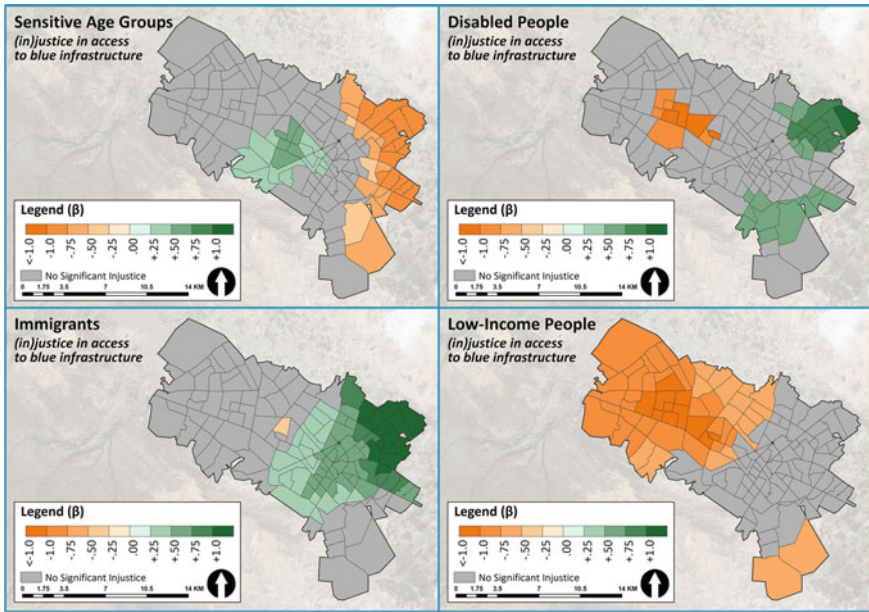 Sensitive Age Groups
(in)justice in access
to blue infrastructure
Legend (β)
<-1.0
-1.0
-.75
-.50
-.25
.00
+.25
+.50
+.75
+1.0
No Significant Injustice
0 1.75 3.5 7 10.5 14 KM
Disabled People
(in)justice in access
to blue infrastructure
Legend (β)
<-1.0
-1.0
-.75
-.50
-.25
.00
+.25
+.50
+.75
+1.0
No Significant Injustice
0 1.75 3.5 7 10.5 14 KM
Immigrants
(in)justice in access
to blue infrastructure
Legend (β)
<-1.0
-1.0
-.75
-.50
-.25
.00
+.25
+.50
+.75
+1.0
No Significant Injustice
0 1.75 3.5 7 10.5 14 KM
Low-Income People
(in)justice in access
to blue infrastructure
Legend (β)
<-1.0
-1.0
-.75
-.50
-.25
.00
+.25
+.50
+.75
+1.0
No Significant Injustice
0 1.75 3.5 7 10.5 14 KM